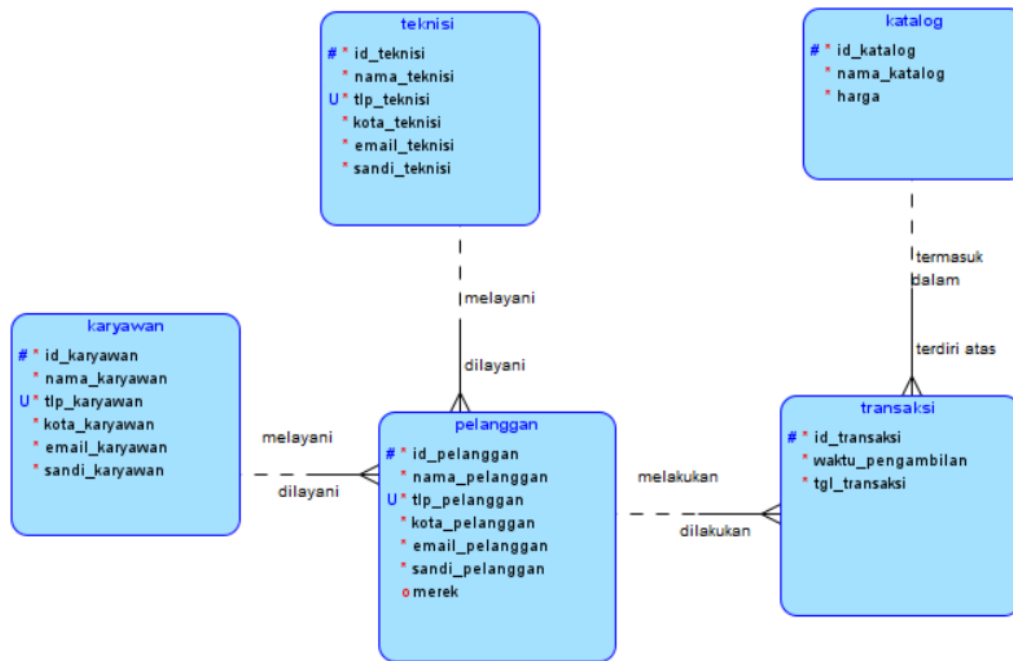 teknisi
# * id_teknisi
* nama_teknisi
U * tlp_teknisi
* kota_teknisi
* email_teknisi
* sandi_teknisi
katalog
# * id_katalog
* nama_katalog
* harga
melayani
dilayani
termasuk
dalam
terdiri atas
karyawan
# * id_karyawan
* nama_karyawan
U * tlp_karyawan
* kota_karyawan
* email_karyawan
* sandi_karyawan
melayani
dilayani
pelanggan
# * id_pelanggan
* nama_pelanggan
U * tlp_pelanggan
* kota_pelanggan
* email_pelanggan
* sandi_pelanggan
o merek
melakukan
dilakukan
transaksi
# * id_transaksi
* waktu_pengambilan
* tgl_transaksi